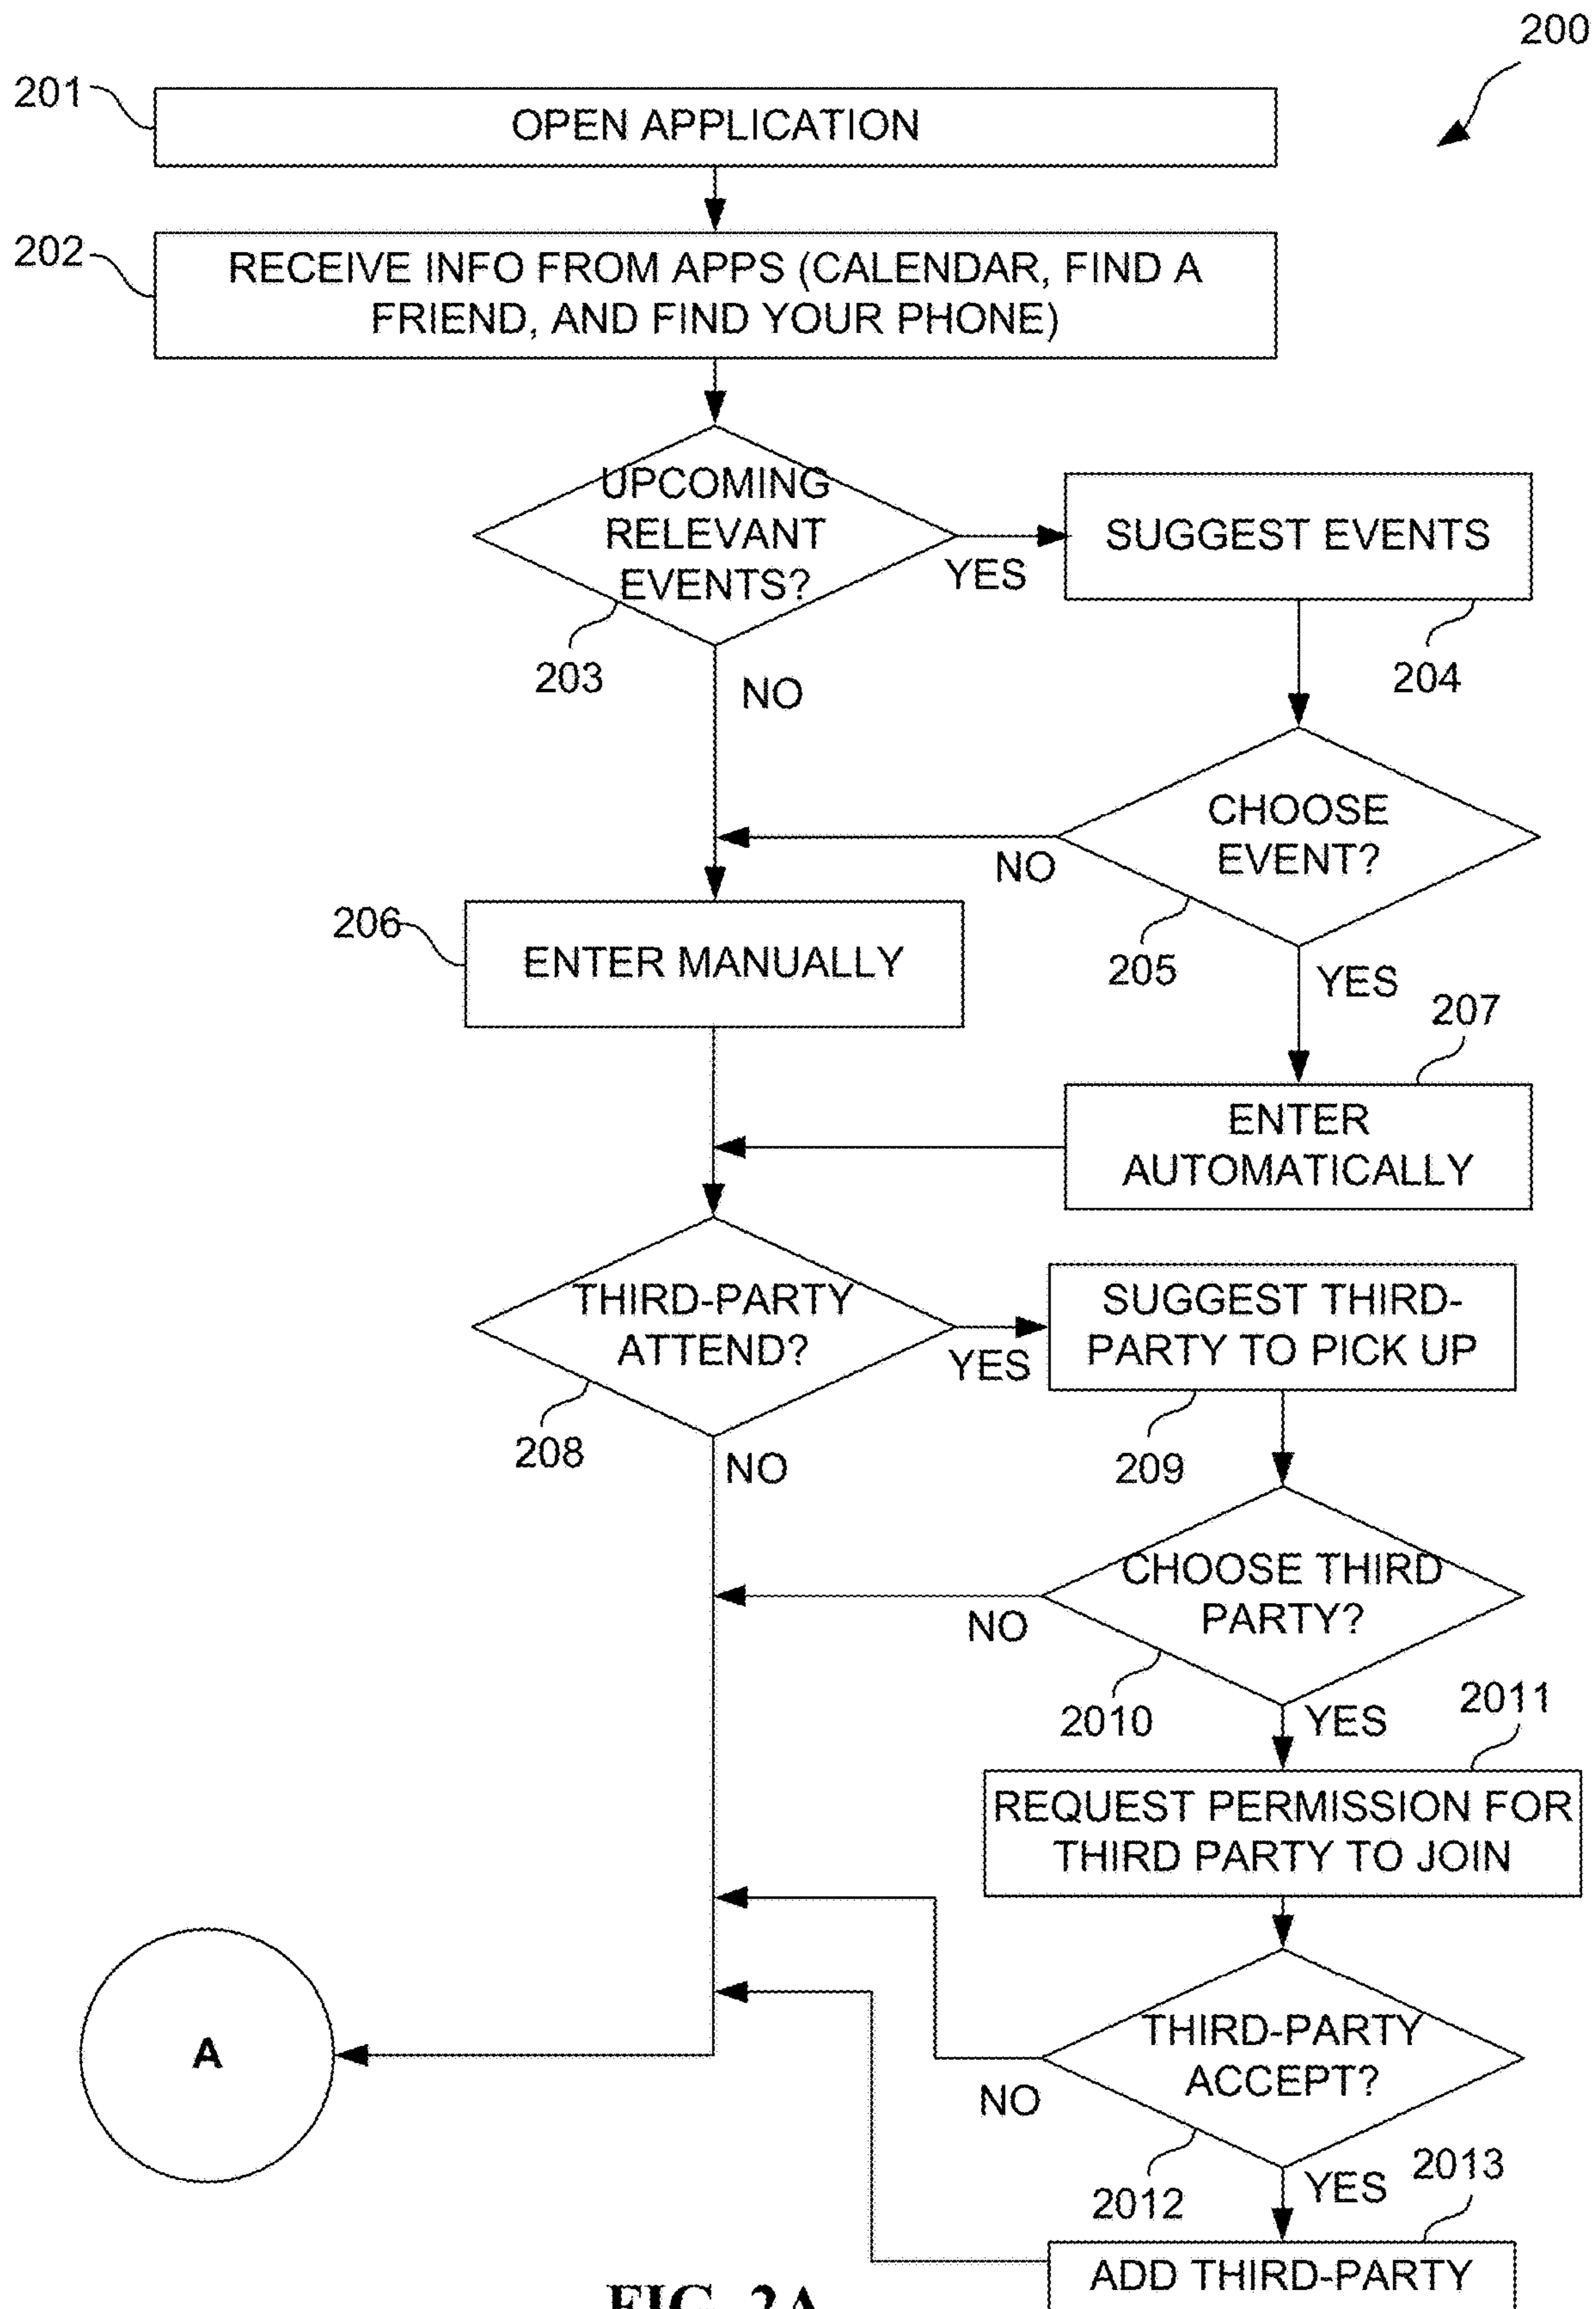 200
201
OPEN APPLICATION
202
RECEIVE INFO FROM APPS (CALENDAR, FIND A
FRIEND, AND FIND YOUR PHONE)
UPCOMING
RELEVANT
EVENTS?
YES
203
NO
SUGGEST EVENTS
204
CHOOSE
EVENT?
NO
205
YES
206
ENTER MANUALLY
207
ENTER
AUTOMATICALLY
THIRD-PARTY
ATTEND?
YES
208
NO
SUGGEST THIRD-
PARTY TO PICK UP
209
CHOOSE THIRD
PARTY?
NO
2010
YES
2011
REQUEST PERMISSION FOR
THIRD PARTY TO JOIN
THIRD-PARTY
ACCEPT?
NO
2012
YES
2013
ADD THIRD-PARTY
A
FIG. 2A